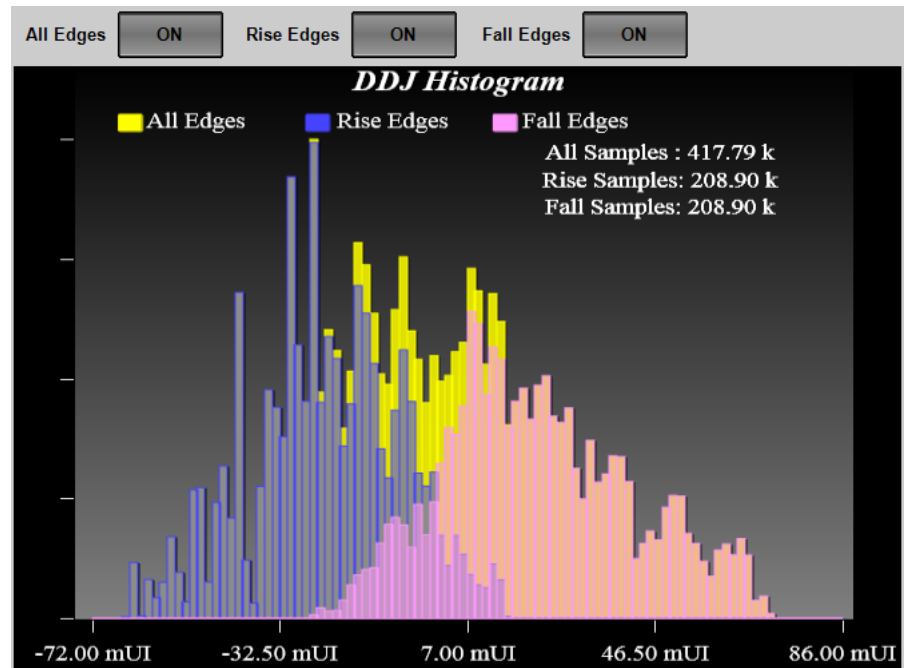 All Edges ON Rise Edges ON Fall Edges ON
DDJ Histogram
All Edges Rise Edges Fall Edges
All Samples : 417.79 k
Rise Samples: 208.90 k
Fall Samples: 208.90 k
-72.00 mUI -32.50 mUI 7.00 mUI 46.50 mUI 86.00 mUI